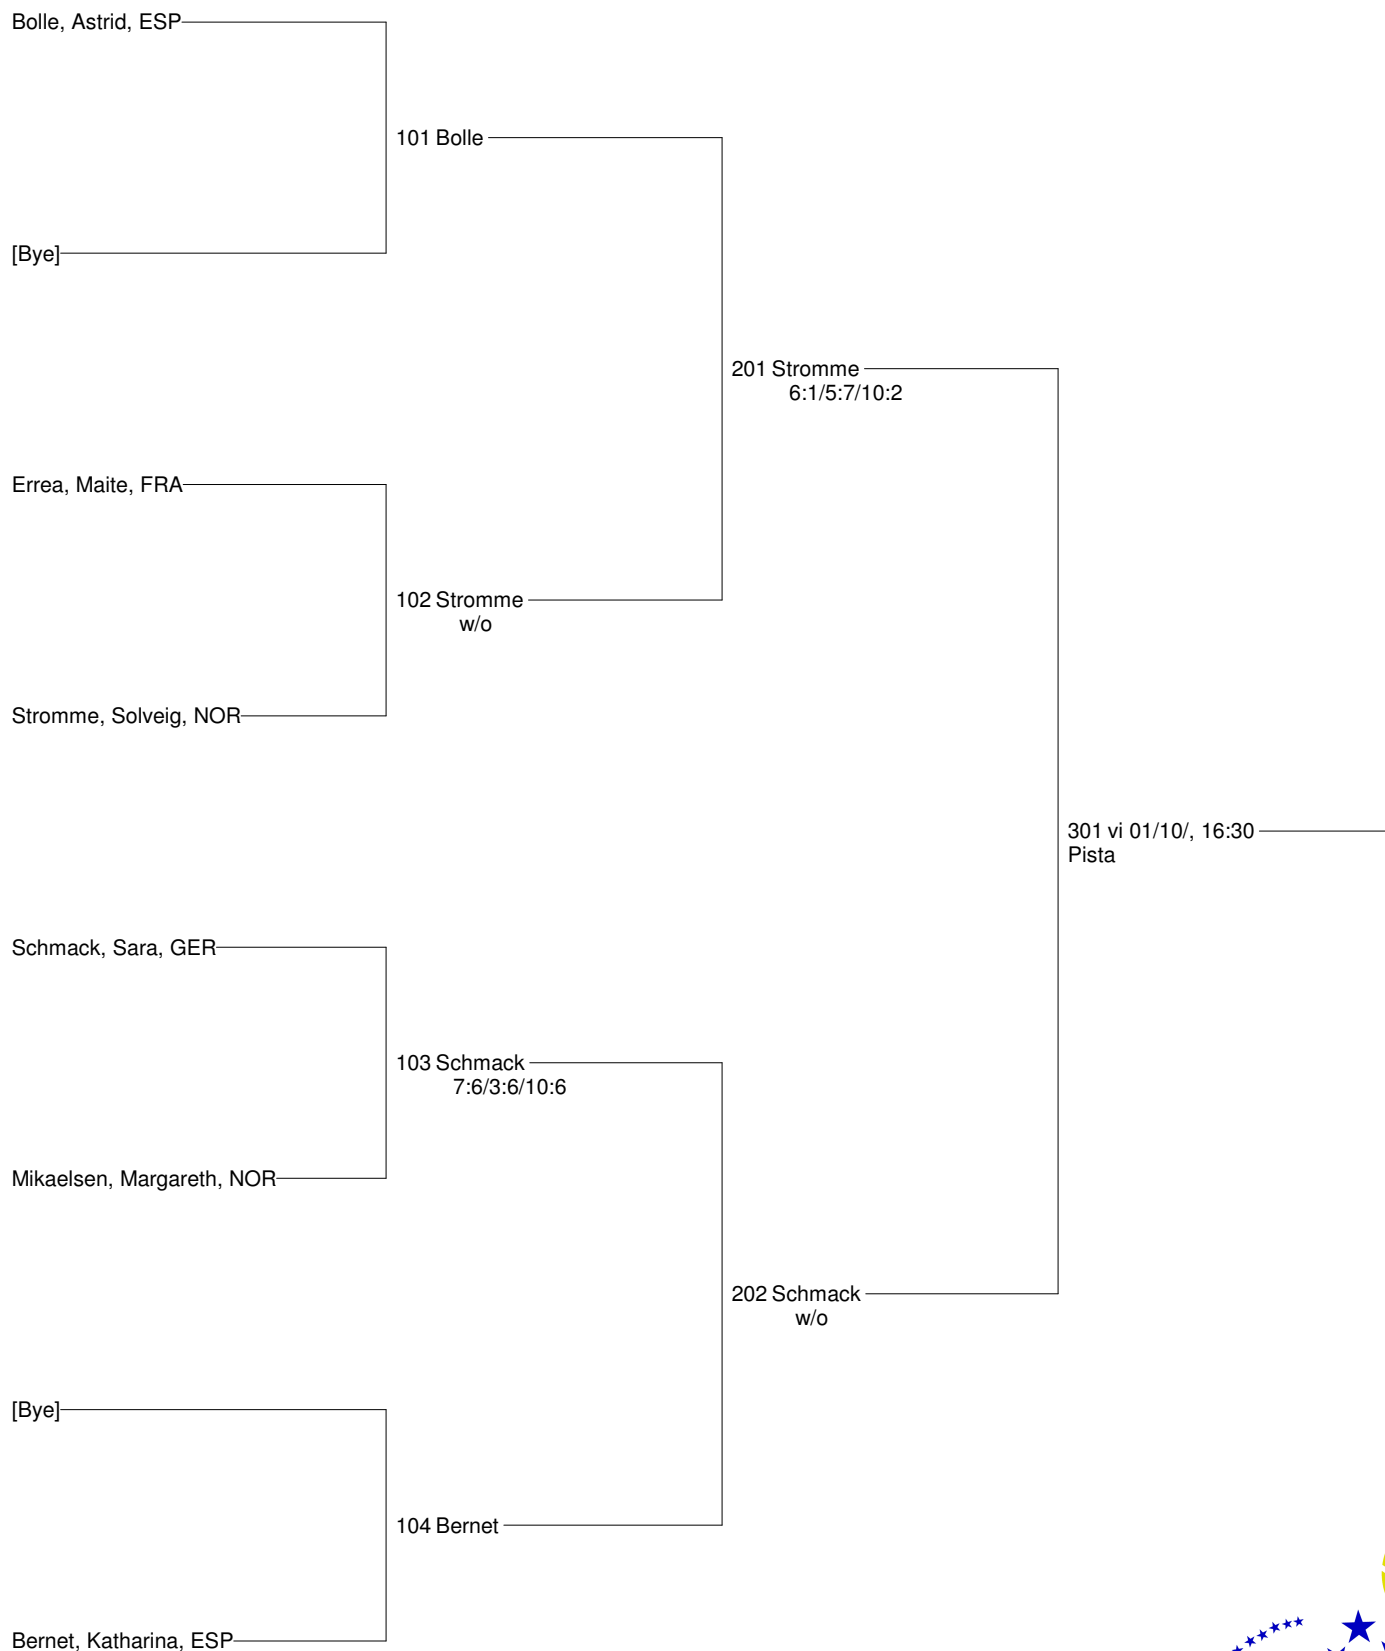 Bolle, Astrid, ESP
101 Bolle
[Bye]
201 Stromme
6:1/5:7/10:2
Errea, Maite, FRA
102 Stromme
w/o
Stromme, Solveig, NOR
301 vi 01/10/, 16:30
Pista
Schmack, Sara, GER
103 Schmack
7:6/3:6/10:6
Mikaelsen, Margareth, NOR
202 Schmack
w/o
[Bye]
104 Bernet
Bernet, Katharina, ESP